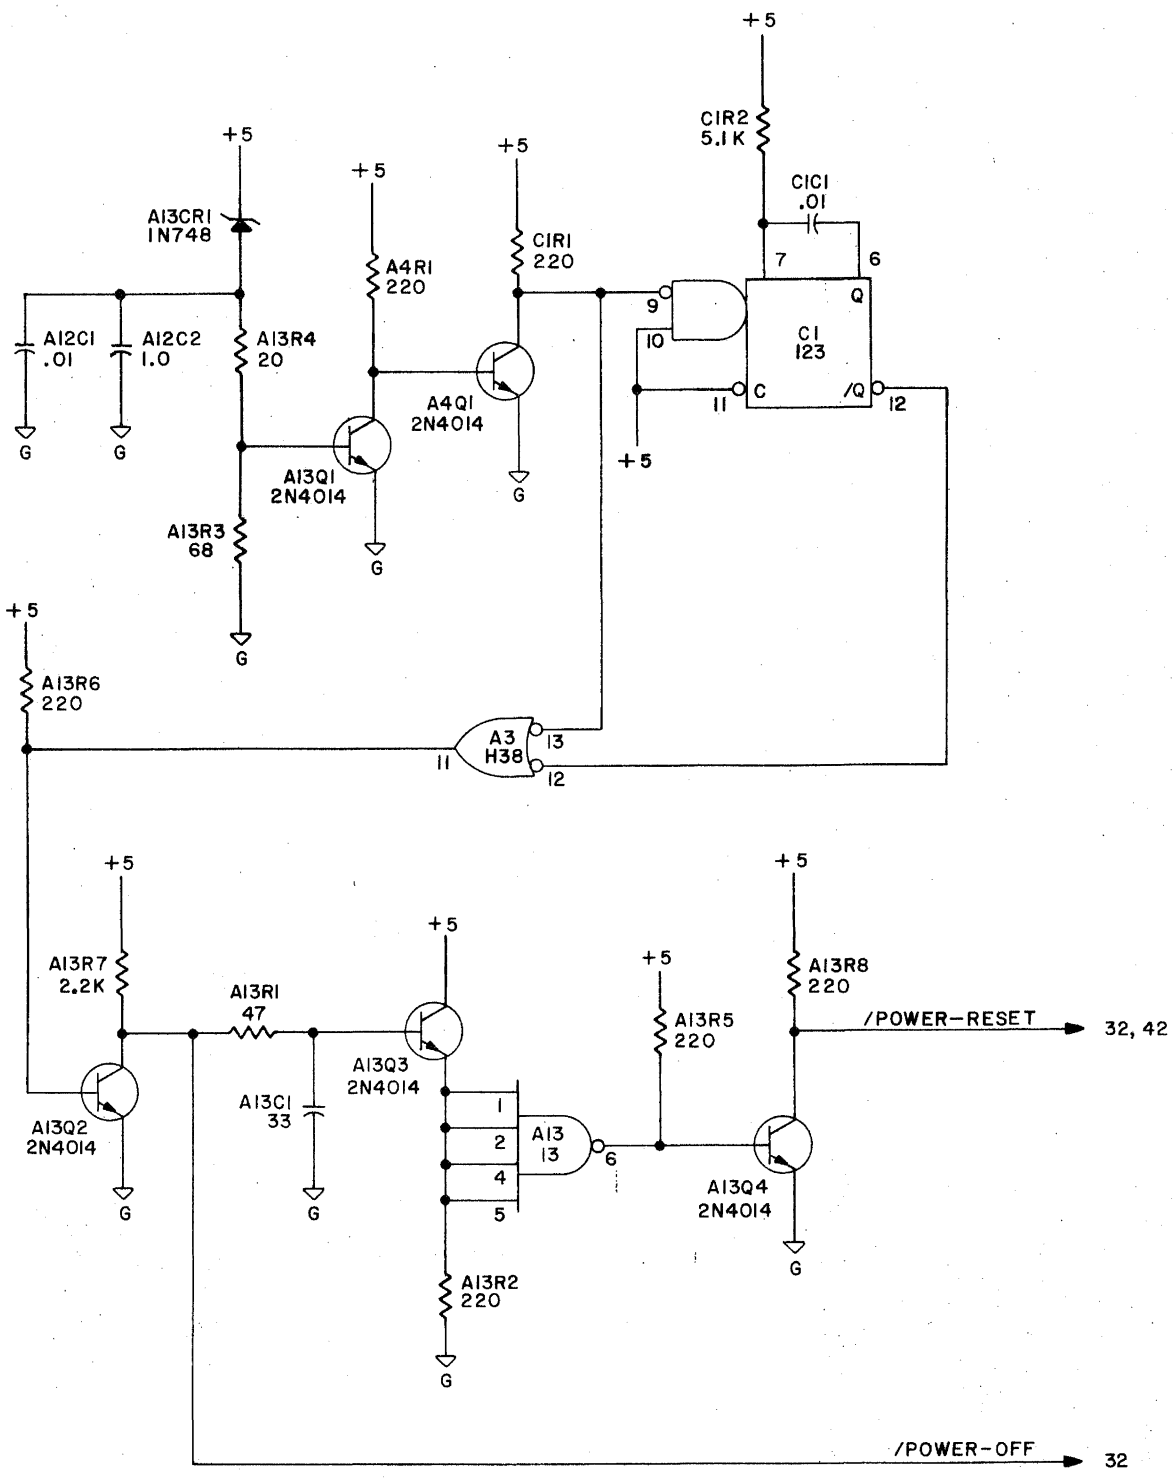 +5
C1R2
5.1K
C1C1
.01
7
6
+5
A13CR1
1N748
+5
A4R1
220
+5
C1R1
220
9
10
11
C
Q
C1
123
/Q
12
+5
A12C1
.01
A12C2
1.0
A13R4
20
G
G
A4Q1
2N4014
G
A13Q1
2N4014
G
A13R3
68
G
+5
A13R6
220
A3
H38
11
13
12
+5
A13R7
2.2K
A13R1
47
A13Q2
2N4014
G
A13C1
33
G
+5
A13Q3
2N4014
1
2
4
5
A13
13
6
A13R2
220
G
+5
A13R5
220
+5
A13R8
220
/POWER-RESET
32, 42
A13Q4
2N4014
G
/POWER-OFF
32